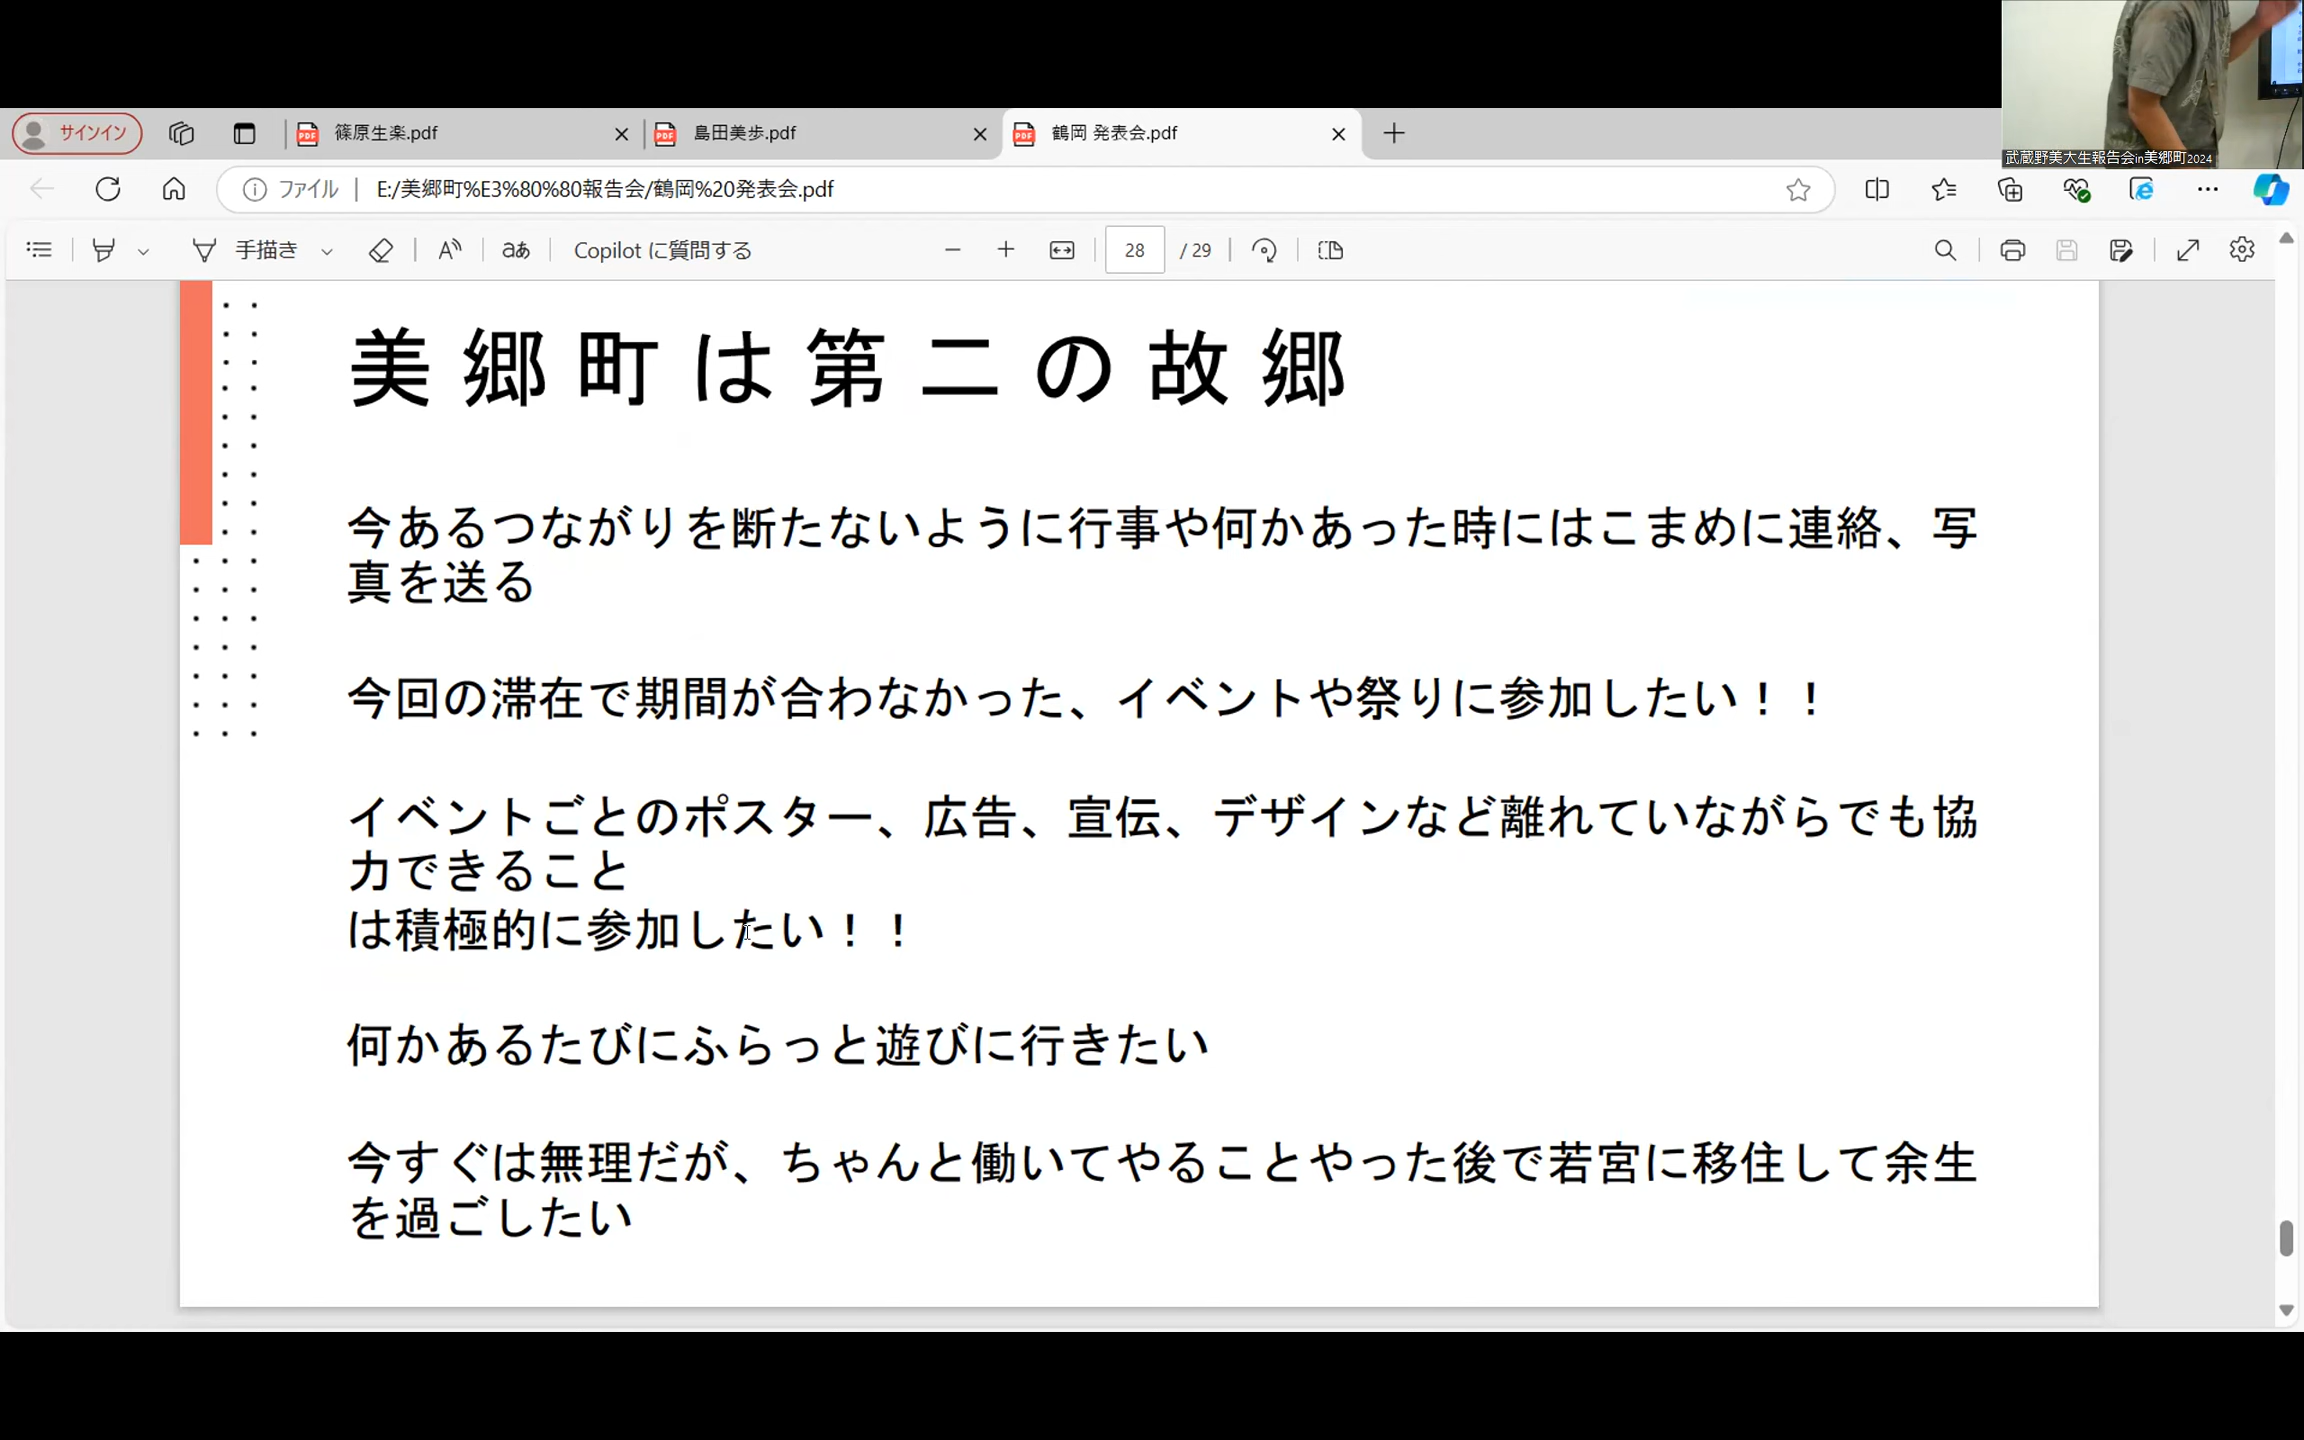 サインイン
篠原生楽.pdf
島田美歩.pdf
鶴岡 発表会.pdf
武蔵野美大生報告会in美郷町2024
ファイル
E:/美郷町%E3%80%80報告会/鶴岡%20発表会.pdf
手描き
A
aあ
Copilot に質問する
28
/ 29
美郷町は第二の故郷
今あるつながりを断たないように行事や何かあった時にはこまめに連絡、写
真を送る
今回の滞在で期間が合わなかった、イベントや祭りに参加したい！！
イベントごとのポスター、広告、宣伝、デザインなど離れていながらでも協
力できること
は積極的に参加したい！！
何かあるたびにふらっと遊びに行きたい
今すぐは無理だが、ちゃんと働いてやることやった後で若宮に移住して余生
を過ごしたい